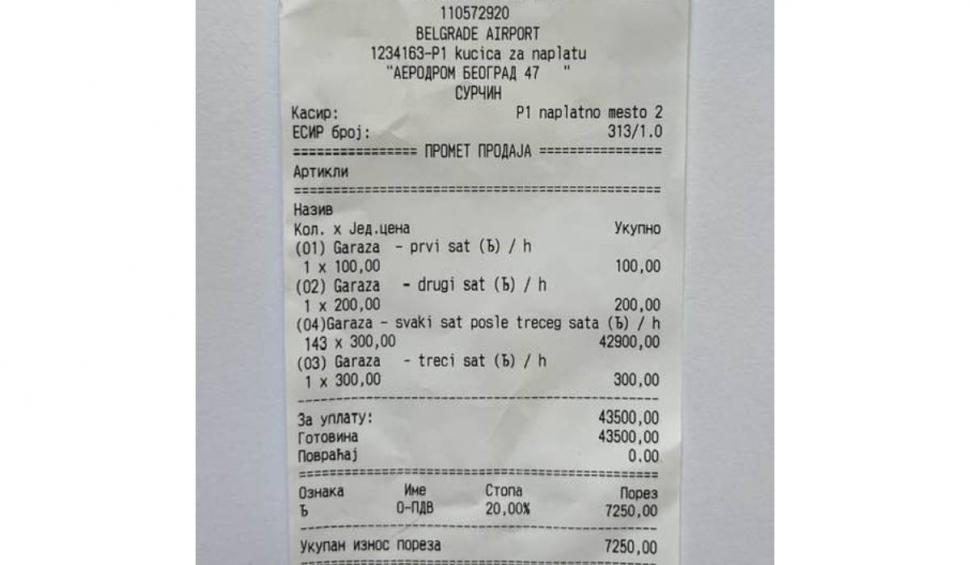 110572920
BELGRADE AIRPORT
1234163-P1 kucica za naplatu
"АЕРОДРОМ БЕОГРАД 47   "
СУРЧИН
Касир: P1 naplatno mesto 2
ЕСИР број: 313/1.0
================ ПРОМЕТ ПРОДАЈА ================
Артикли
================================================
Назив
Кол. x Јед.цена Укупно
(01) Garaza - prvi sat (Ђ) / h
1 x 100,00 100,00
(02) Garaza - drugi sat (Ђ) / h
1 x 200,00 200,00
(04)Garaza - svaki sat posle treceg sata (Ђ) / h
143 x 300,00 42900,00
(03) Garaza - treci sat (Ђ) / h
1 x 300,00 300,00
------------------------------------------------
За уплату: 43500,00
Готовина 43500,00
Повраћај 0.00
================================================
Ознака Име Стопа Порез
Ђ О-ПДВ 20,00% 7250,00
------------------------------------------------
Укупан износ пореза 7250,00
================================================